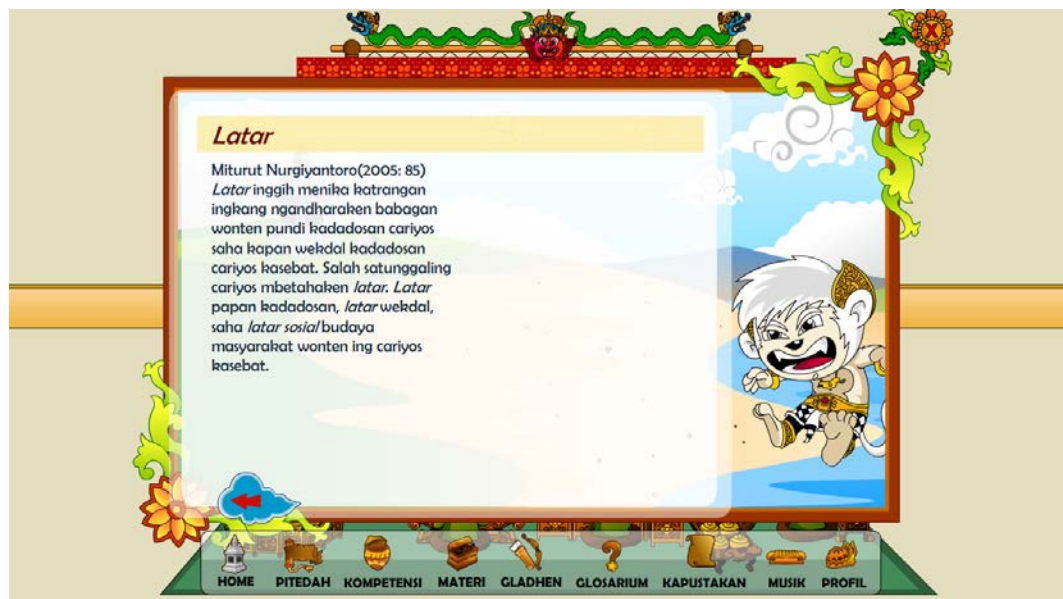 X
Latar
Miturut Nurgiyantoro(2005: 85)
Latar inggih menika katrangan
ingkang ngandharaken babagan
wonten pundi kadadosan cariyos
saha kapan wekdal kadadosan
cariyos kasebat. Salah satunggaling
cariyos mbetahaken latar. Latar
papan kadadosan, latar wekdal,
saha latar sosial budaya
masyarakat wonten ing cariyos
kasebat.
HOME PITEDAH KOMPETENSI MATERI GLADHEN GLOSARIUM KAPUSTAKAN MUSIK PROFIL